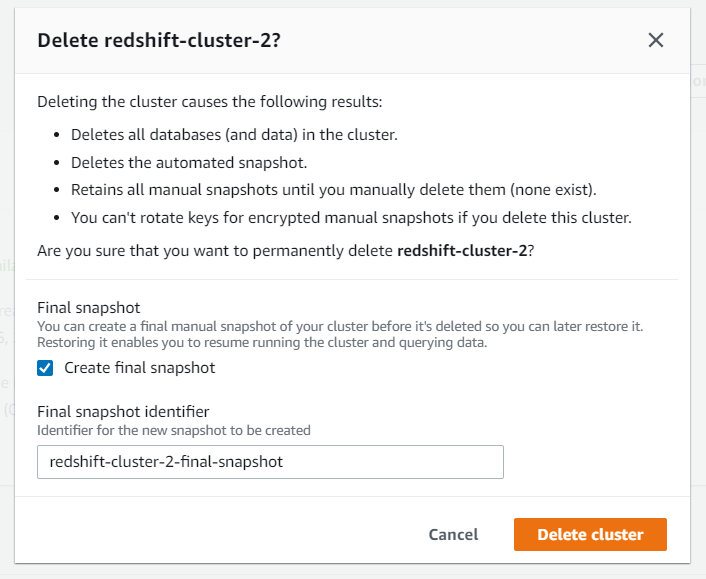 Delete redshift-cluster-2?
Deleting the cluster causes the following results:
• Deletes all databases (and data) in the cluster.
• Deletes the automated snapshot.
• Retains all manual snapshots until you manually delete them (none exist).
• You can't rotate keys for encrypted manual snapshots if you delete this cluster.
Are you sure that you want to permanently delete redshift-cluster-2?
Final snapshot
You can create a final manual snapshot of your cluster before it's deleted so you can later restore it.
Restoring it enables you to resume running the cluster and querying data.
Create final snapshot
Final snapshot identifier
Identifier for the new snapshot to be created
redshift-cluster-2-final-snapshot
Cancel
Delete cluster